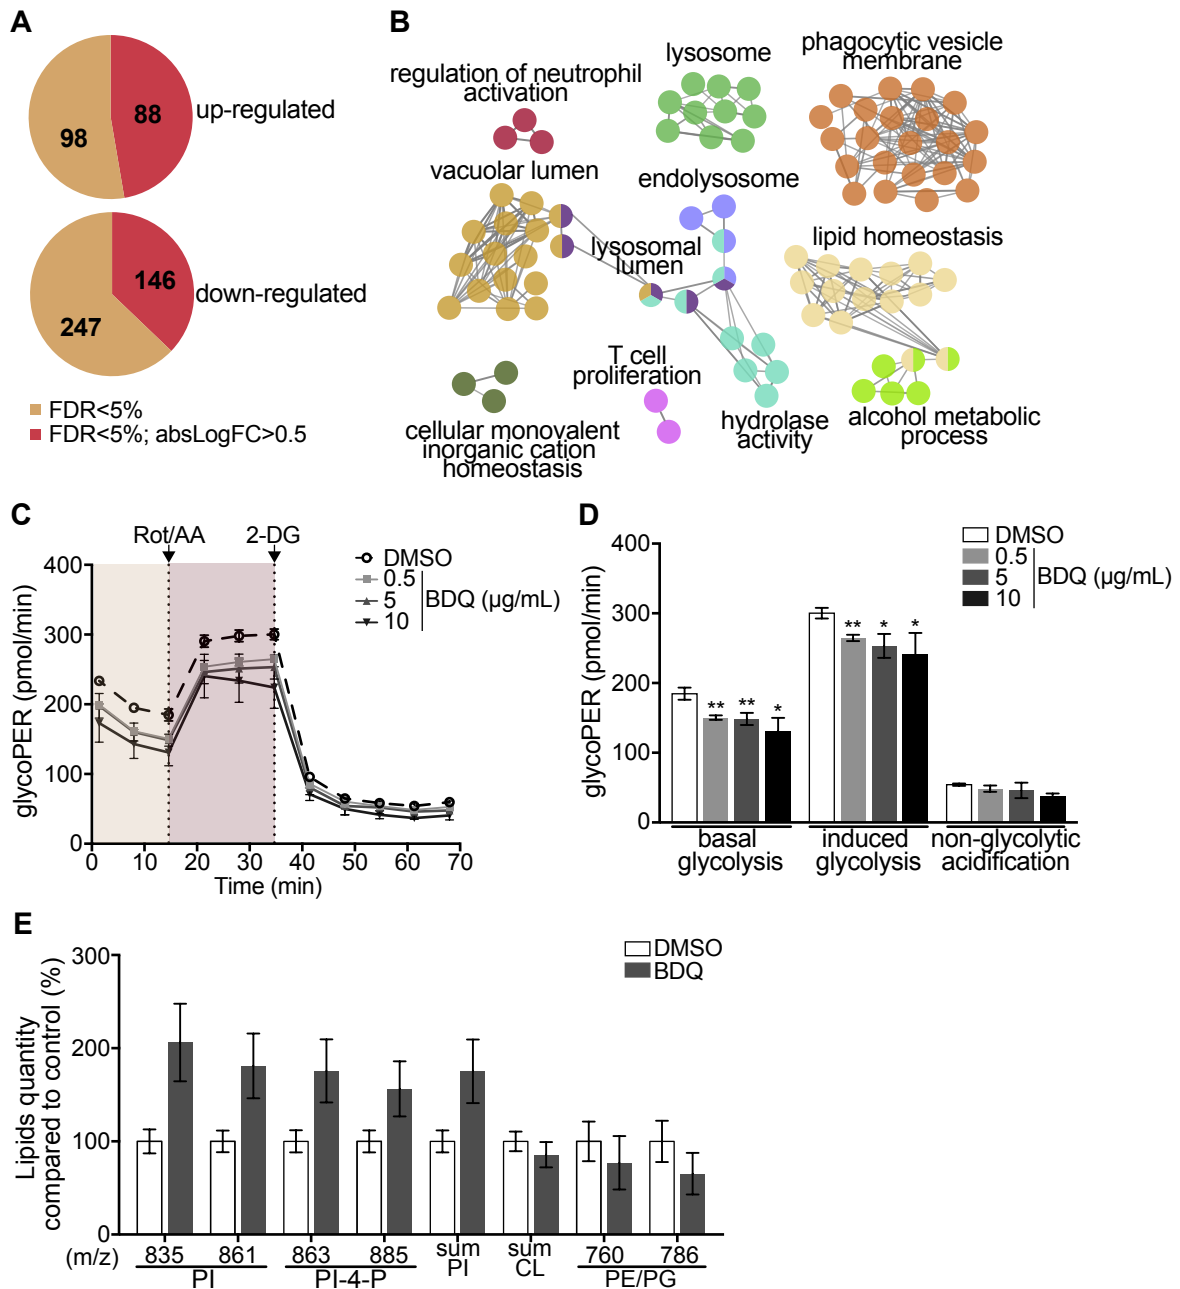 A
88
98
up-regulated
146
247
down-regulated
FDR<5%
FDR<5%; absLogFC>0.5
B
regulation of neutrophil
activation
lysosome
phagocytic vesicle
membrane
vacuolar lumen
endolysosome
lysosomal
lumen
lipid homeostasis
T cell
proliferation
cellular monovalent
inorganic cation
homeostasis
hydrolase
activity
alcohol metabolic
process
C
Rot/AA
2-DG
DMSO
0.5
5
10
BDQ (µg/mL)
glycoPER (pmol/min)
400
300
200
100
0
0 10 20 30 40 50 60 70
Time (min)
D
DMSO
0.5
5
10
BDQ (µg/mL)
glycoPER (pmol/min)
400
300
200
100
0
** ** *
** * *
basal
glycolysis
induced
glycolysis
non-glycolytic
acidification
E
DMSO
BDQ
Lipids quantity
compared to control (%)
300
200
100
0
(m/z) 835 861 863 885 sum PI sum CL 760 786
PI PI-4-P PE/PG